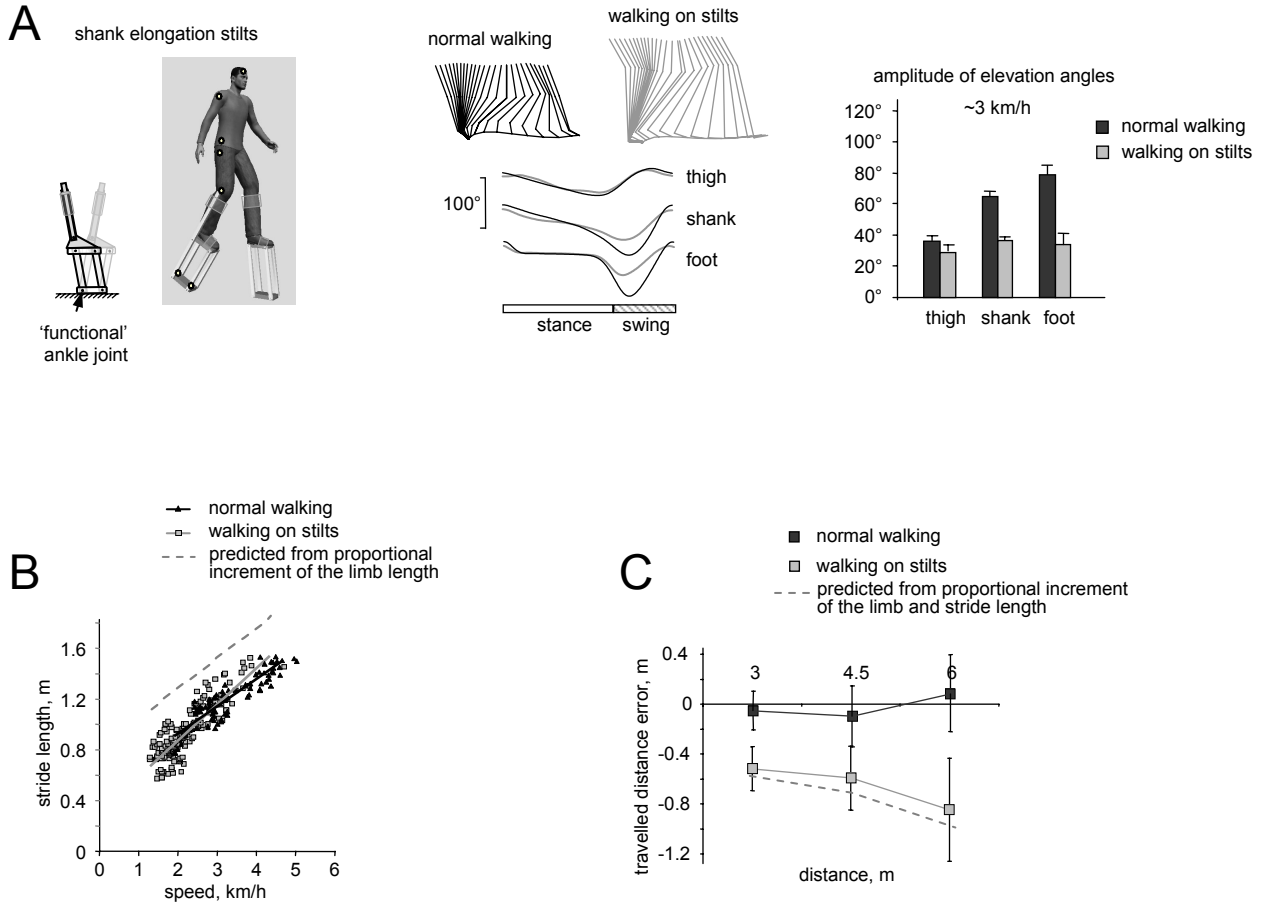 A
shank elongation stilts
'functional'
ankle joint
normal walking
walking on stilts
100°
thigh
shank
foot
stance
swing
amplitude of elevation angles
~3 km/h
120°
100°
80°
60°
40°
20°
0°
thigh
shank
foot
normal walking
walking on stilts
B
normal walking
walking on stilts
predicted from proportional
increment of the limb length
stride length, m
1.6
1.2
0.8
0.4
0
0 1 2 3 4 5 6
speed, km/h
C
normal walking
walking on stilts
predicted from proportional increment
of the limb and stride length
travelled distance error, m
0.4
0
-0.4
-0.8
-1.2
3 4.5 6
distance, m